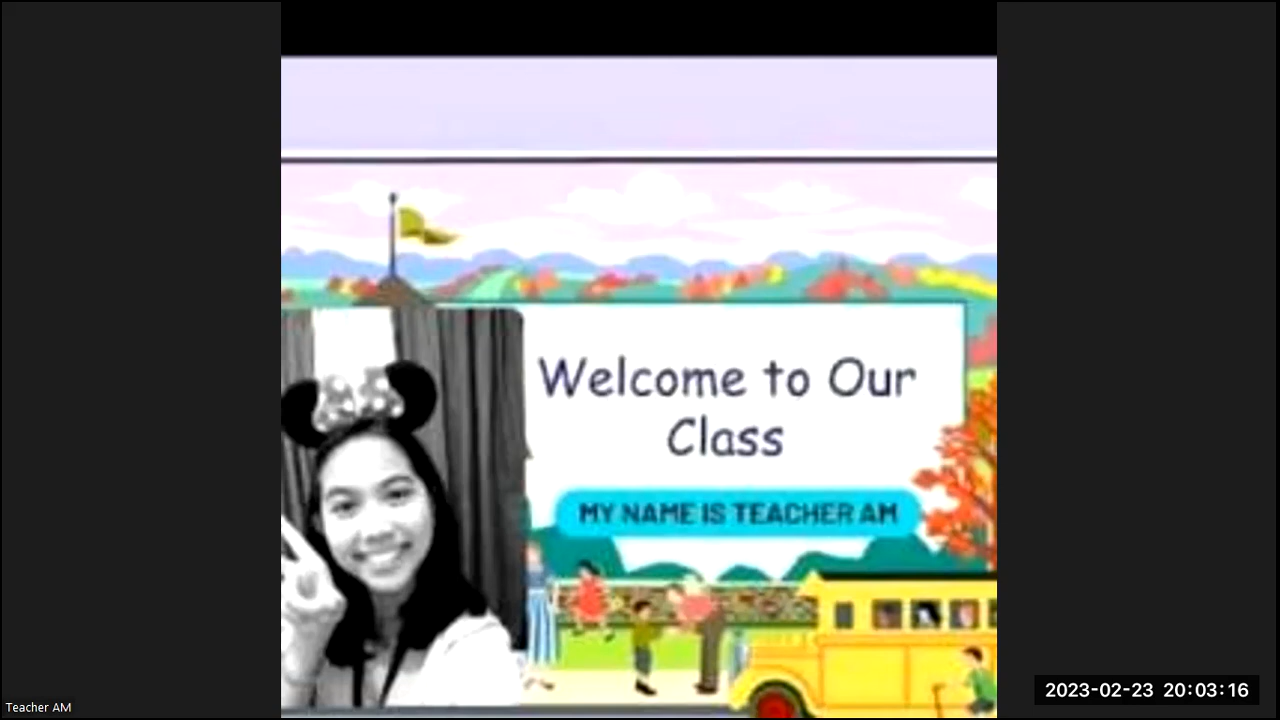 Welcome to Our
Class
MY NAME IS TEACHER AM
Teacher AM
2023-02-23 20:03:16